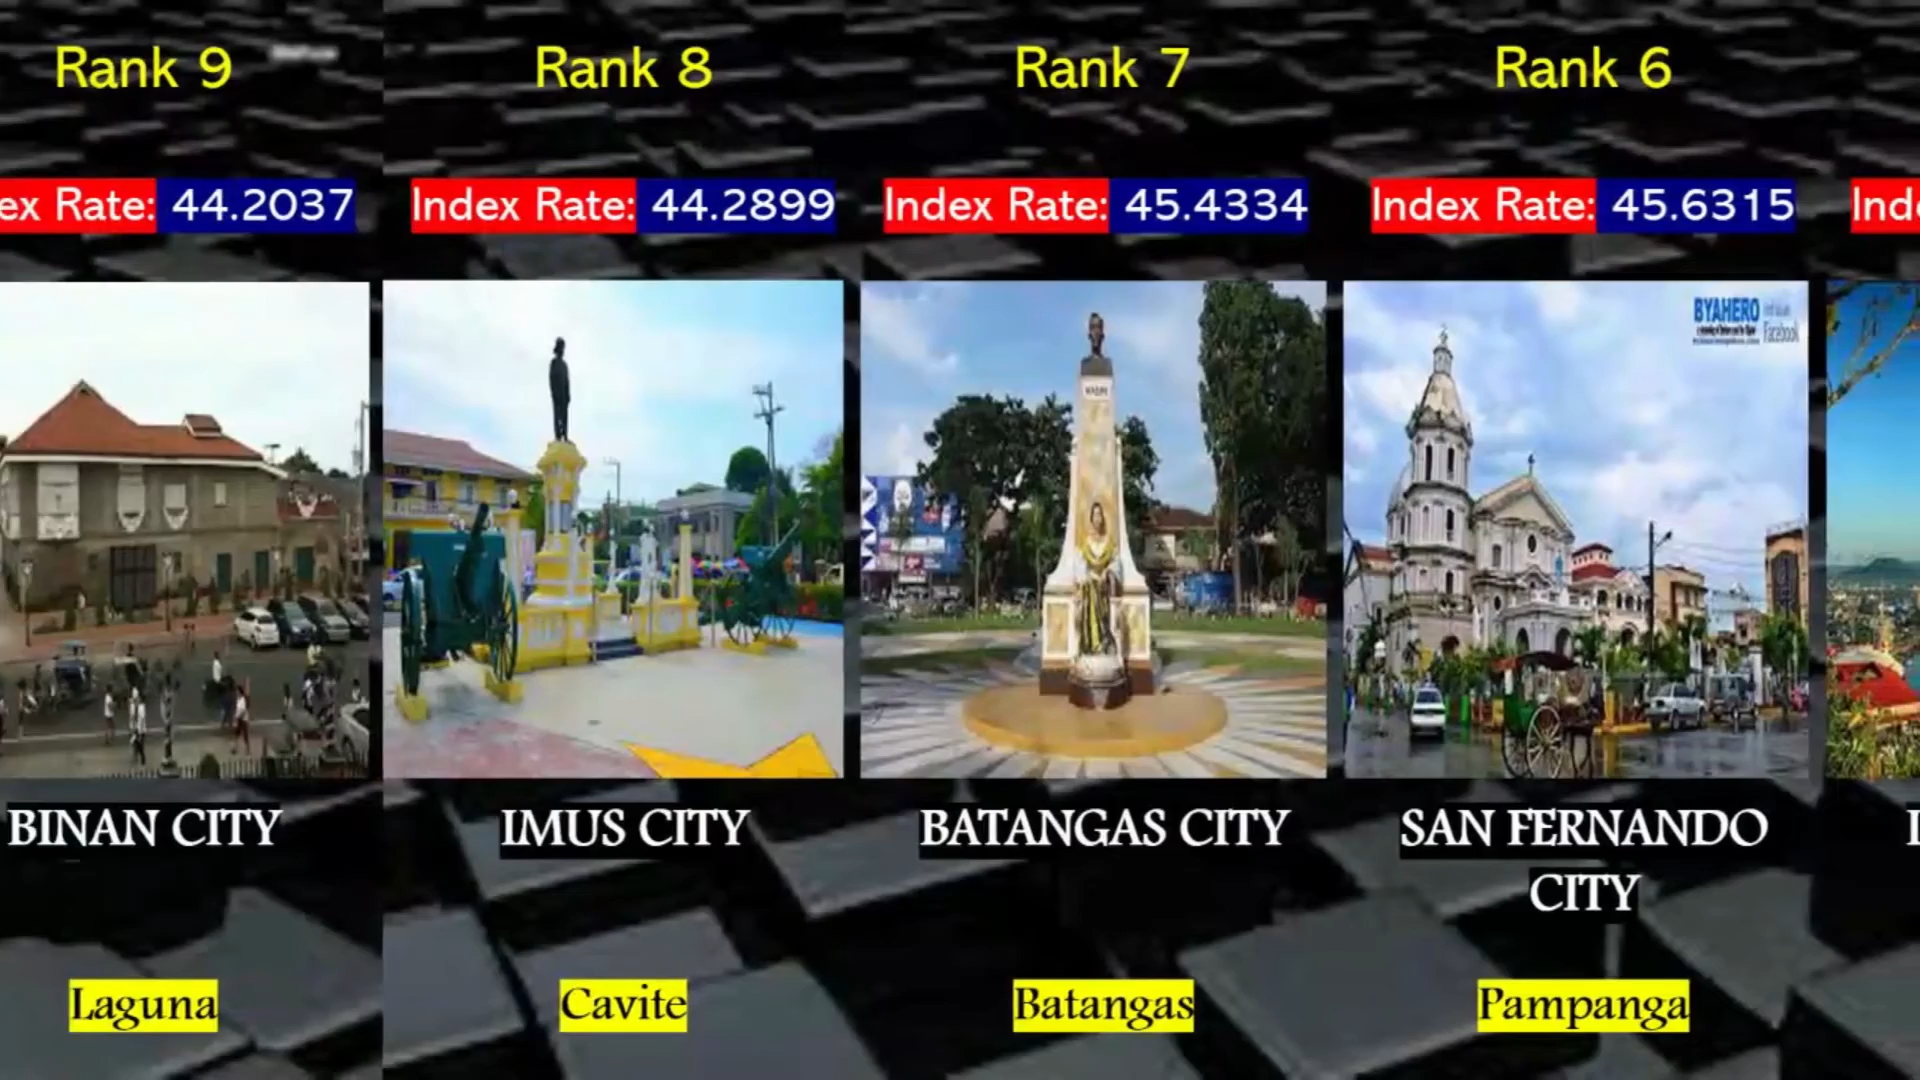 Rank 9
Rank 8
Rank 7
Rank 6
ex Rate: 44.2037
Index Rate: 44.2899
Index Rate: 45.4334
Index Rate: 45.6315
Ind
BYAHERO
Facebook
BINAN CITY
IMUS CITY
BATANGAS CITY
SAN FERNANDO
CITY
Laguna
Cavite
Batangas
Pampanga